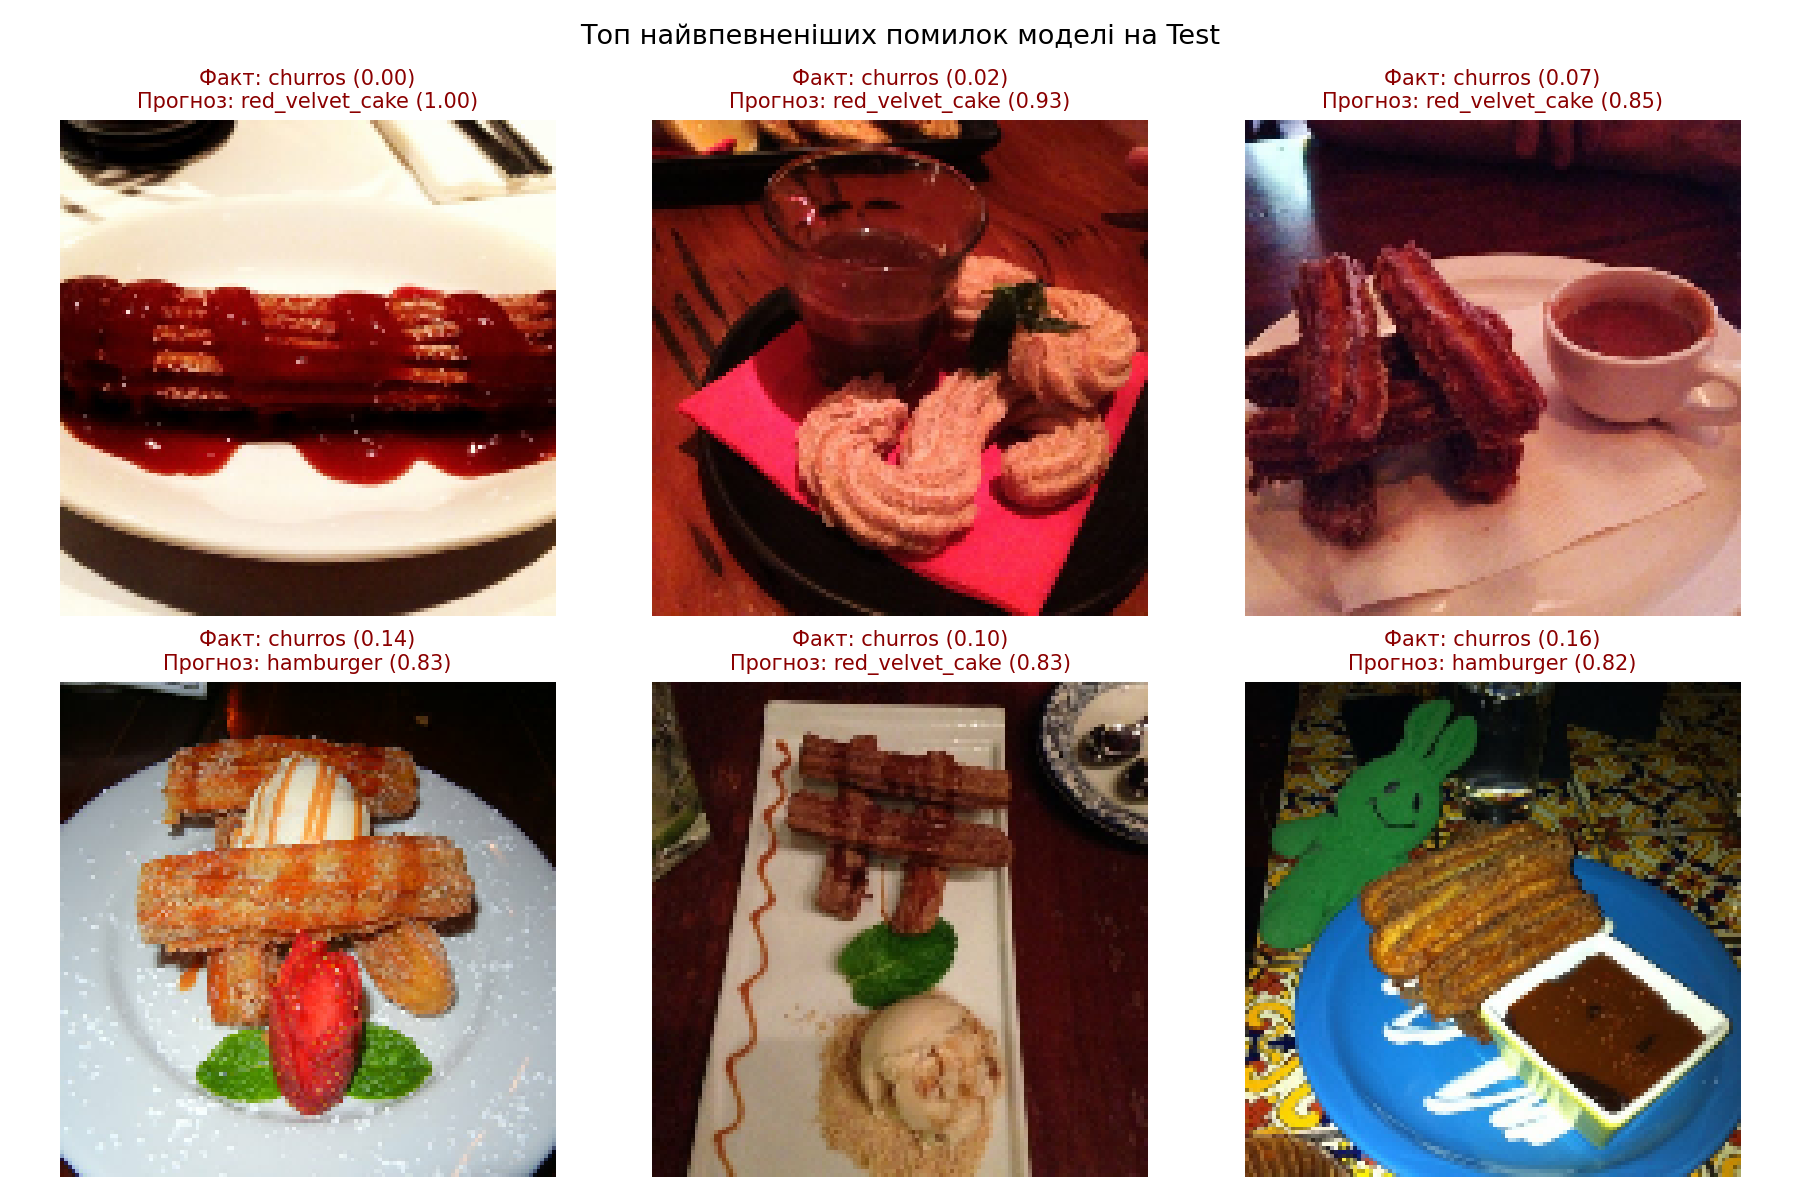 Топ найвпевненіших помилок моделі на Test
Факт: churros (0.00)
Прогноз: red_velvet_cake (1.00)
Факт: churros (0.02)
Прогноз: red_velvet_cake (0.93)
Факт: churros (0.07)
Прогноз: red_velvet_cake (0.85)
Факт: churros (0.14)
Прогноз: hamburger (0.83)
Факт: churros (0.10)
Прогноз: red_velvet_cake (0.83)
Факт: churros (0.16)
Прогноз: hamburger (0.82)